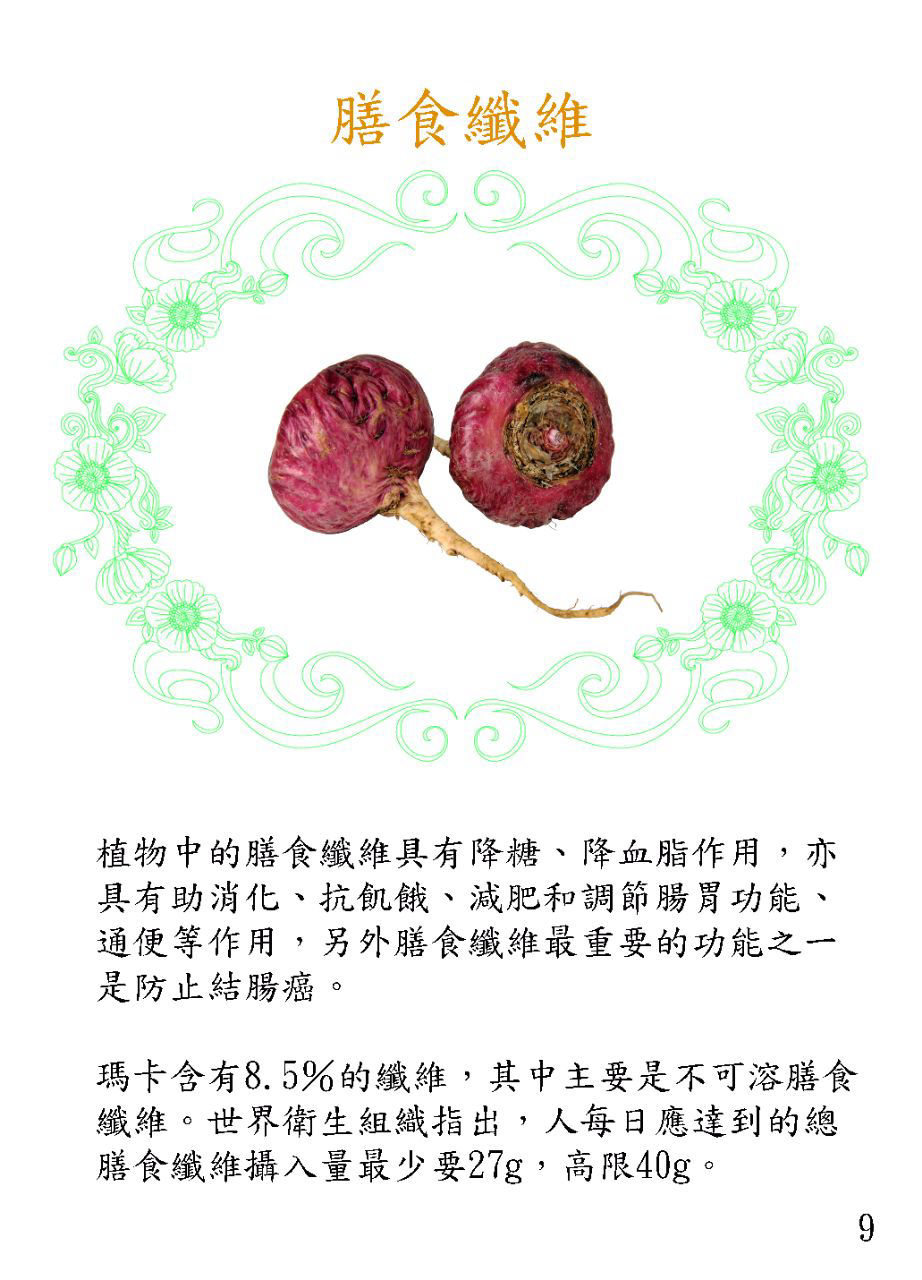 膳食纖維
植物中的膳食纖維具有降糖、降血脂作用，亦
具有助消化、抗飢餓、減肥和調節腸胃功能、
通便等作用，另外膳食纖維最重要的功能之一
是防止結腸癌。
瑪卡含有8.5%的纖維，其中主要是不可溶膳食
纖維。世界衛生組織指出，人每日應達到的總
膳食纖維攝入量最少要27g，高限40g。
9